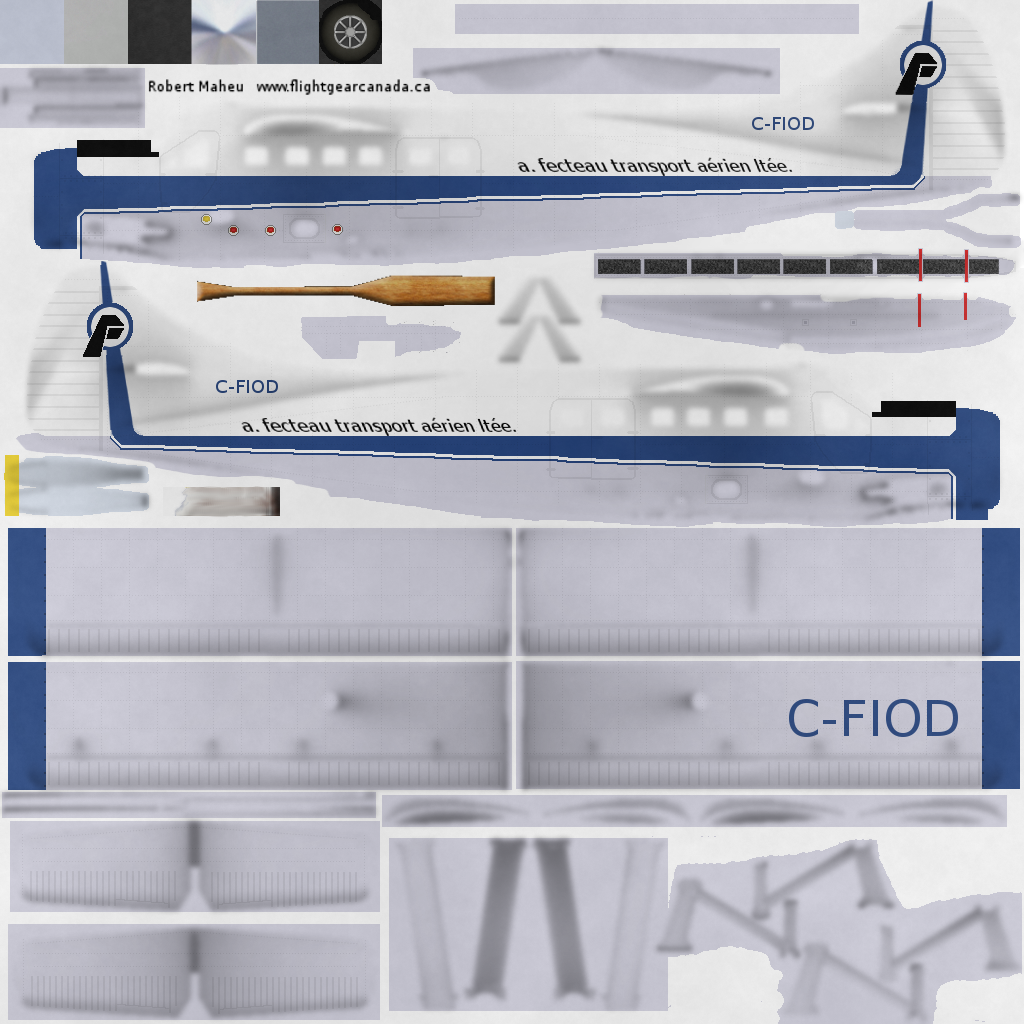 Robert Maheu www.flightgearcanada.ca
C-FIOD
a. fecteau transport aérien ltée.
C-FIOD
a. fecteau transport aérien ltée.
C-FIOD